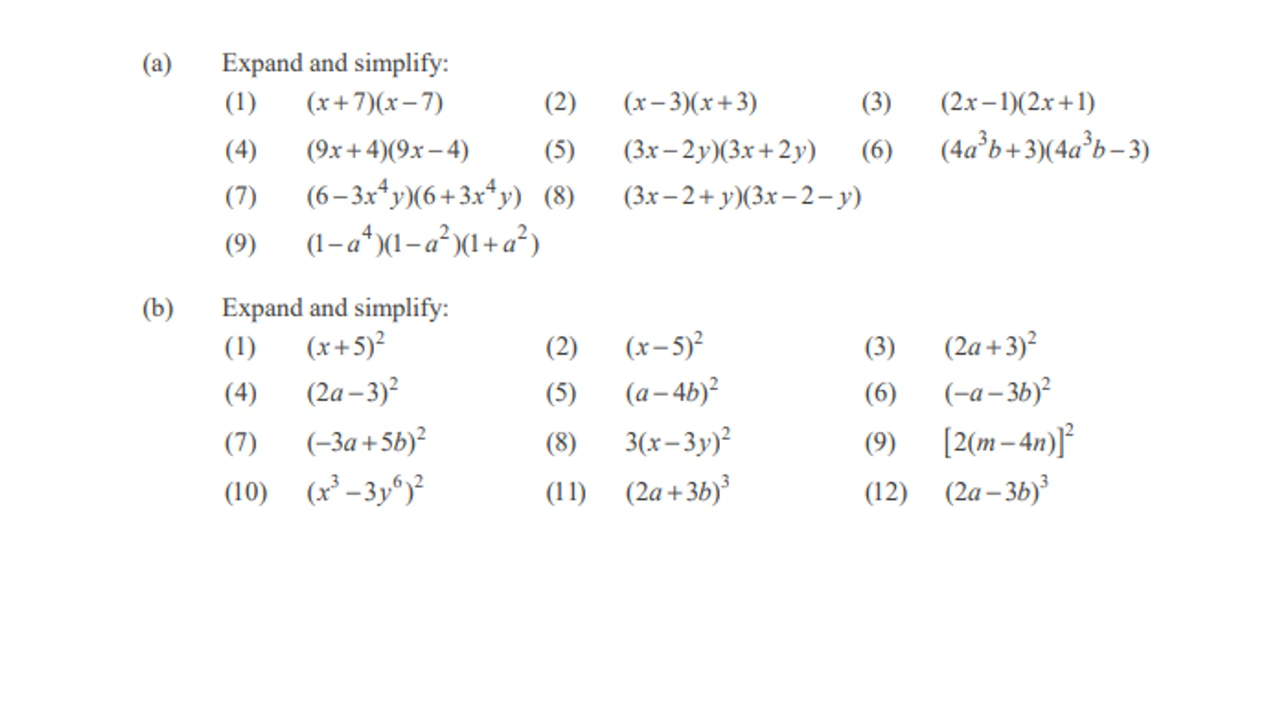 (a) Expand and simplify:
(1) (x+7)(x−7) (2) (x−3)(x+3) (3) (2x−1)(2x+1)
(4) (9x+4)(9x−4) (5) (3x−2y)(3x+2y) (6) (4a³b+3)(4a³b−3)
(7) (6−3x⁴y)(6+3x⁴y) (8) (3x−2+y)(3x−2−y)
(9) (1−a⁴)(1−a²)(1+a²)
(b) Expand and simplify:
(1) (x+5)² (2) (x−5)² (3) (2a+3)²
(4) (2a−3)² (5) (a−4b)² (6) (−a−3b)²
(7) (−3a+5b)² (8) 3(x−3y)² (9) [2(m−4n)]²
(10) (x³−3y⁶)² (11) (2a+3b)³ (12) (2a−3b)³